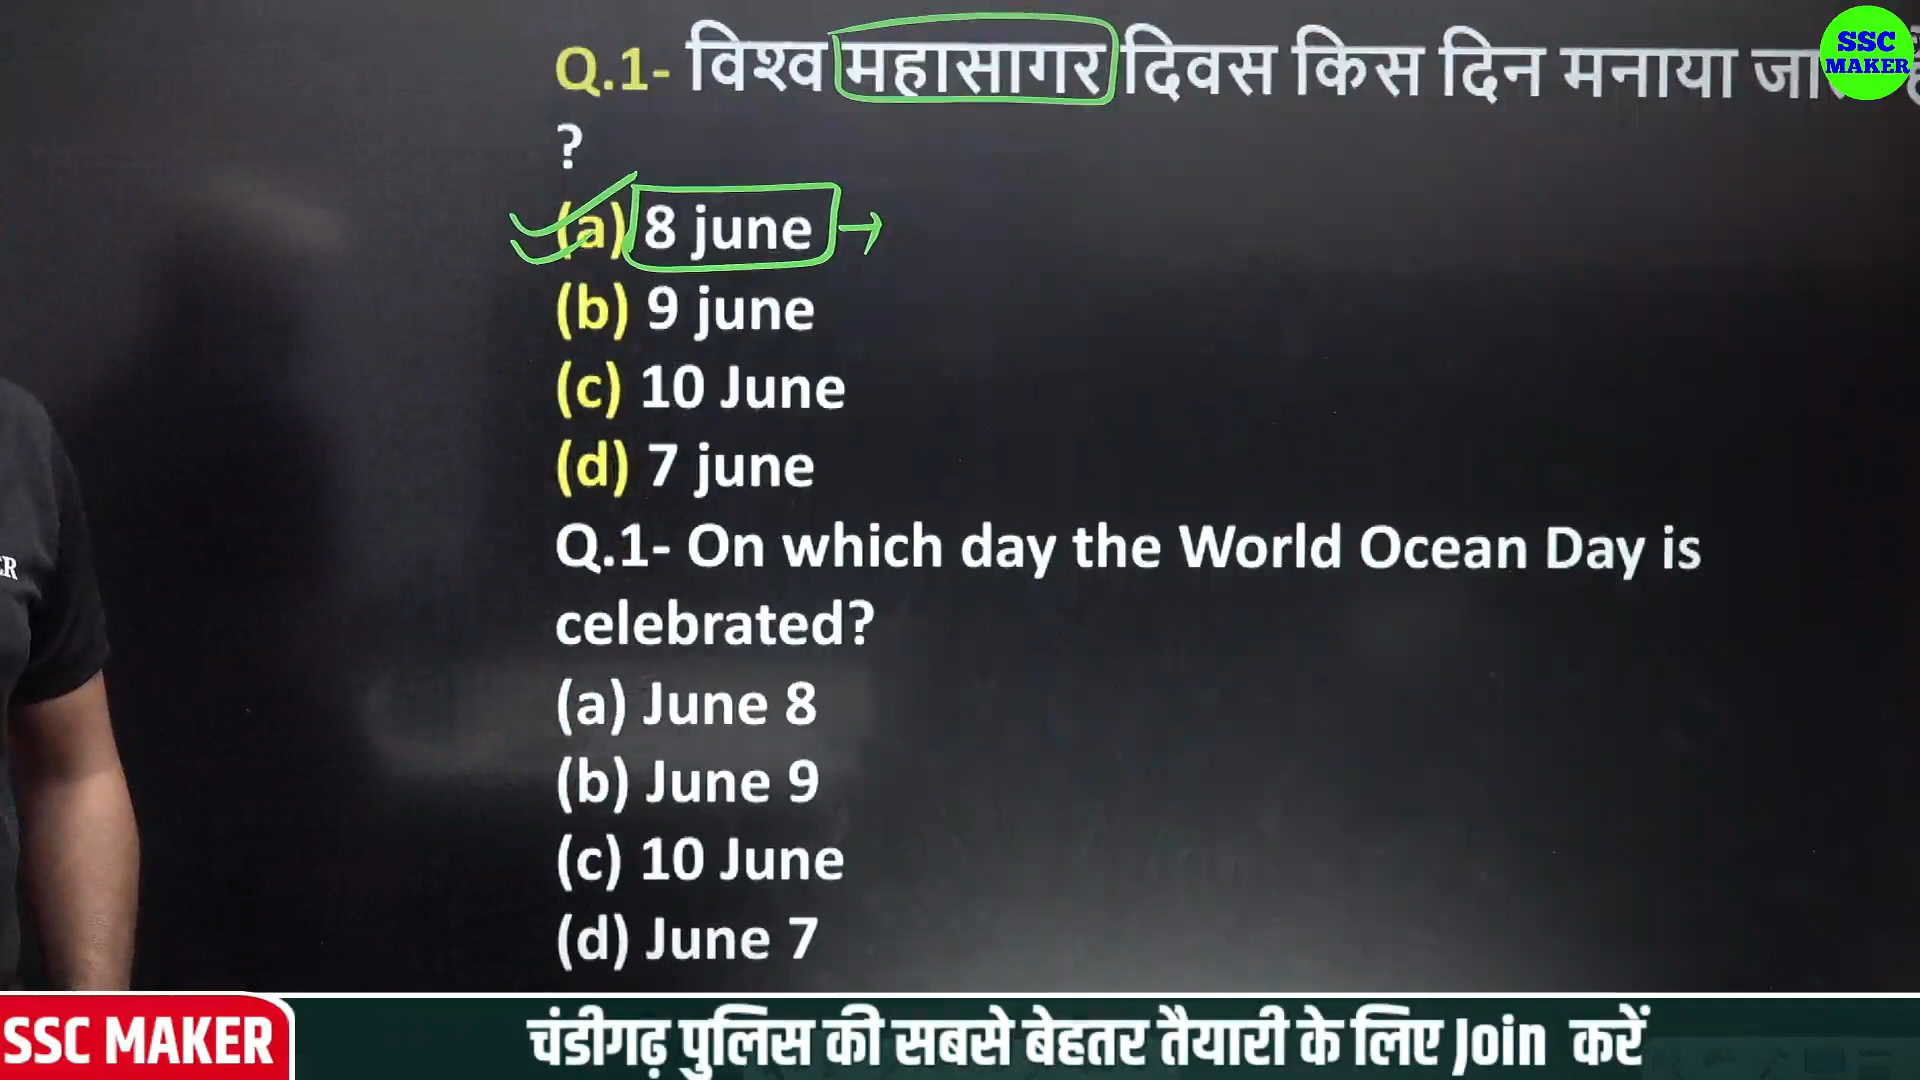 Q.1- विश्व महासागर दिवस किस दिन मनाया
?
(a) 8 june
(b) 9 june
(c) 10 June
(d) 7 june
Q.1- On which day the World Ocean Day is
celebrated?
(a) June 8
(b) June 9
(c) 10 June
(d) June 7
SSC
MAKER
SSC MAKER
चंडीगढ़ पुलिस की सबसे बेहतर तैयारी के लिए Join करें